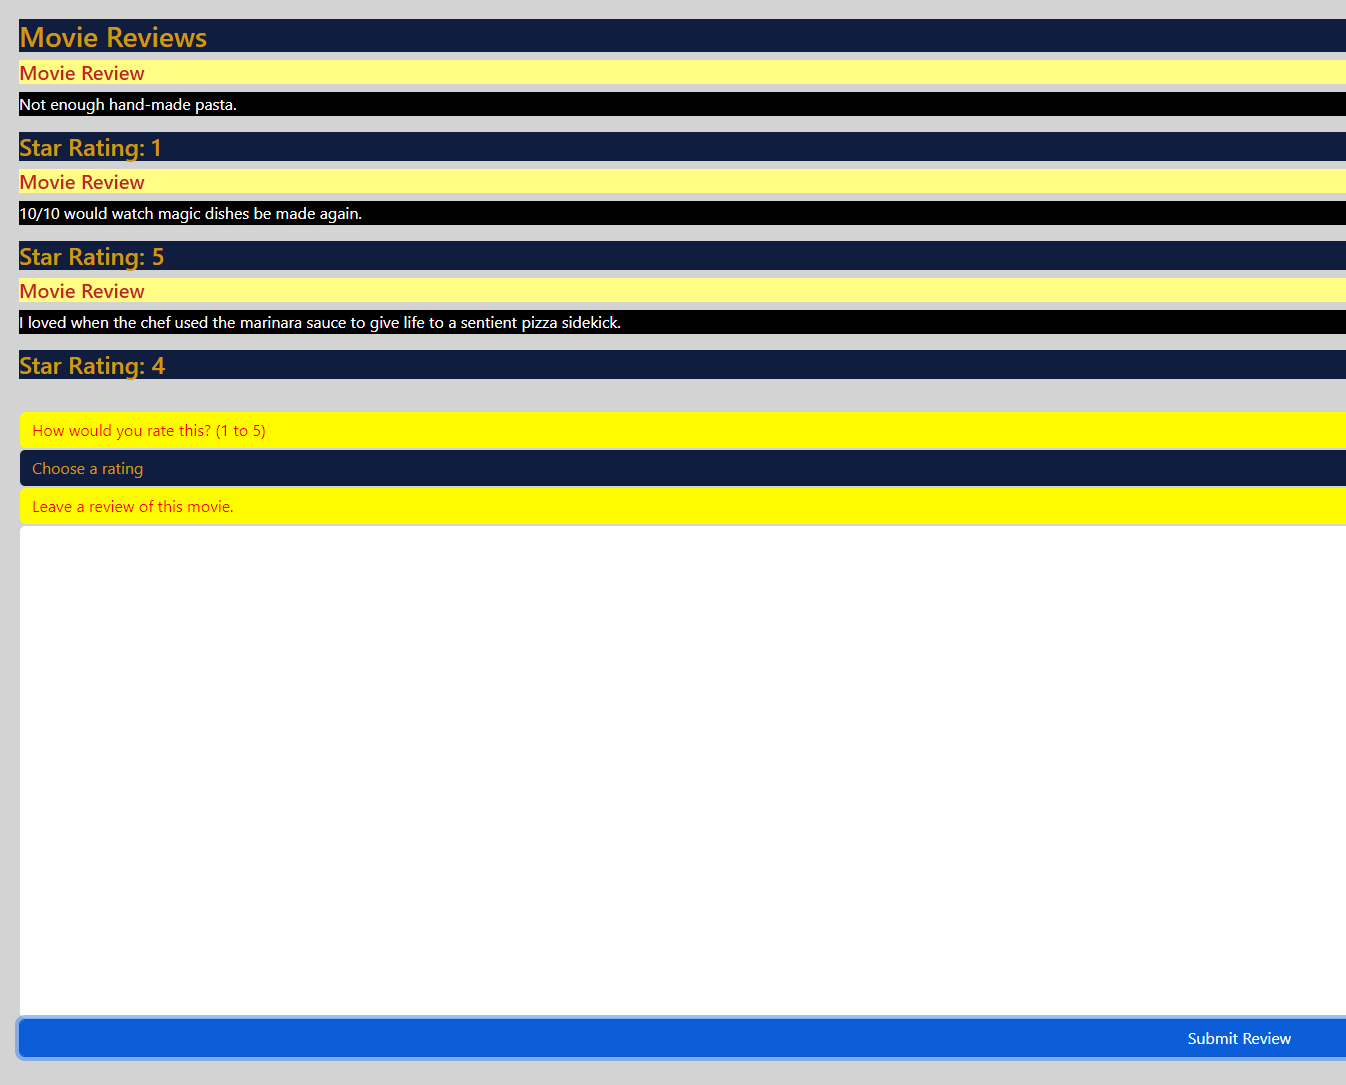 Movie Reviews
Movie Review
Not enough hand-made pasta.
Star Rating: 1
Movie Review
10/10 would watch magic dishes be made again.
Star Rating: 5
Movie Review
I loved when the chef used the marinara sauce to give life to a sentient pizza sidekick.
Star Rating: 4
How would you rate this? (1 to 5)
Choose a rating
Leave a review of this movie.
Submit Review